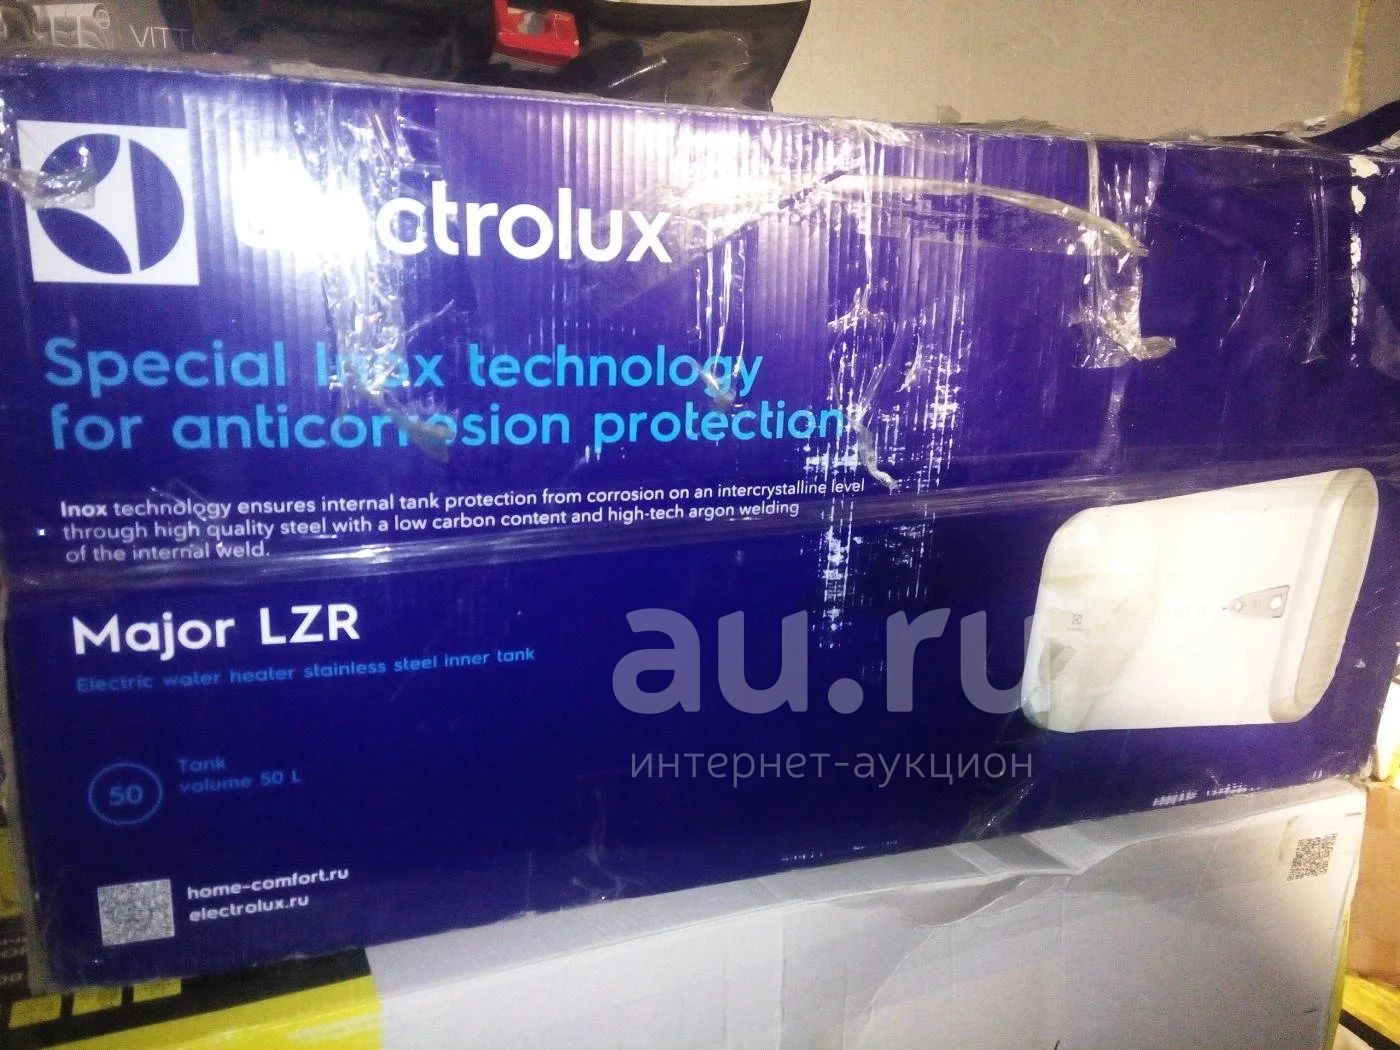 VITT
Electrolux
Special Inox technology
for anticorrosion protection
Inox technology ensures internal tank protection from corrosion on an intercrystalline level
through high quality steel with a low carbon content and high-tech argon welding
of the internal weld.
Major LZR
Electric water heater stainless steel inner tank
50
Tank
volume 50 L
home-comfort.ru
electrolux.ru
au.ru
интернет-аукцион